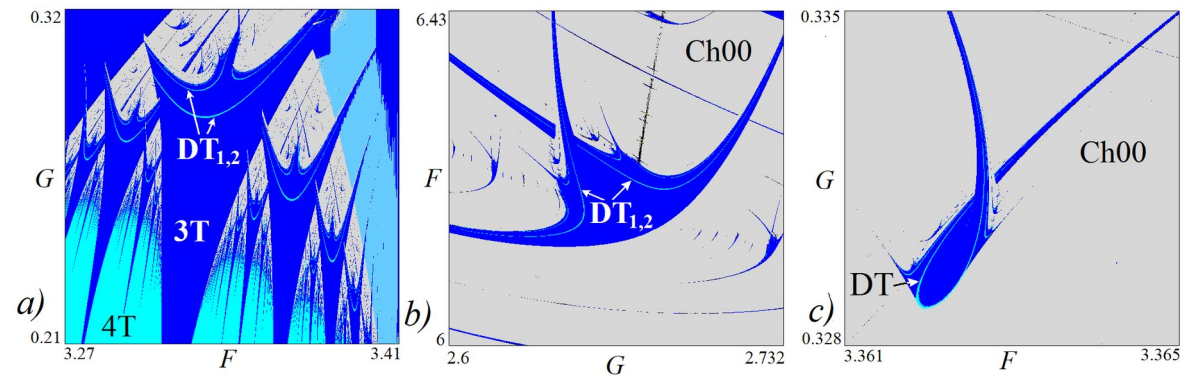 0.32
G
DT1,2
3T
4T
0.21
3.27
F
3.41
a)
6.43
Ch00
F
DT1,2
6
2.6
G
2.732
b)
0.335
Ch00
G
DT
0.328
3.361
F
3.365
c)